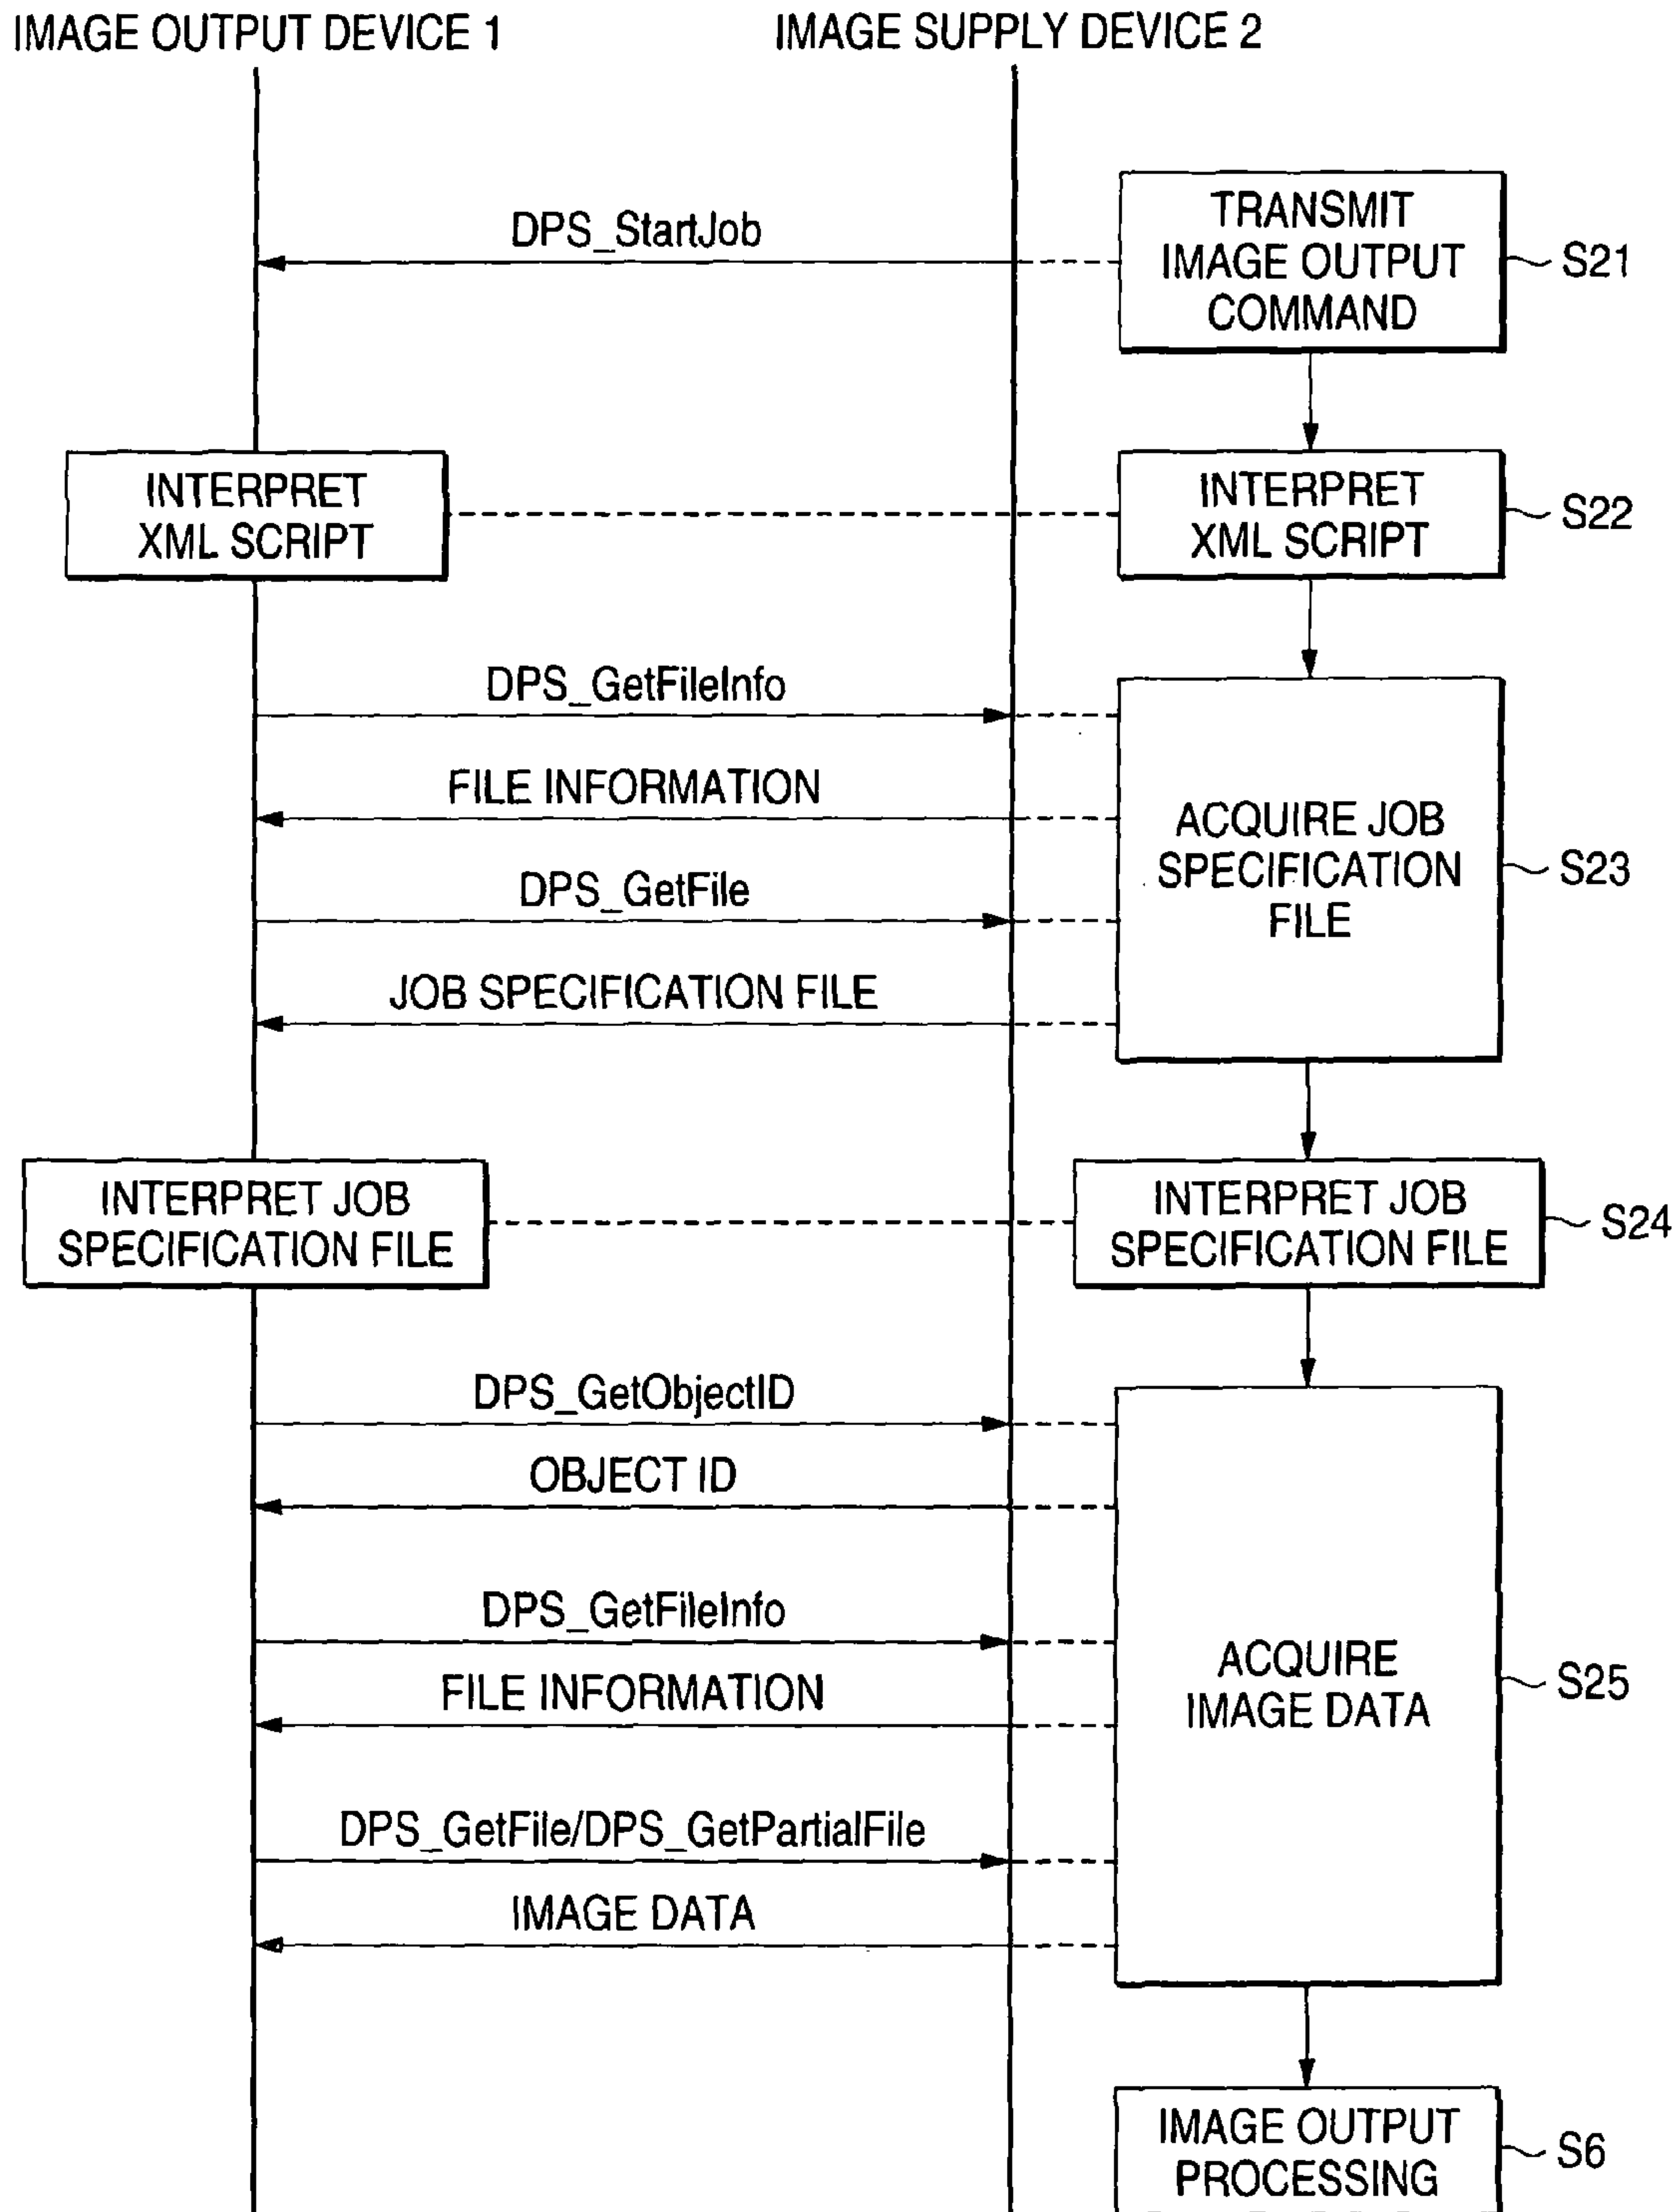 IMAGE OUTPUT DEVICE 1
IMAGE SUPPLY DEVICE 2
TRANSMIT
IMAGE OUTPUT
COMMAND
S21
DPS_StartJob
INTERPRET
XML SCRIPT
INTERPRET
XML SCRIPT
S22
DPS_GetFileInfo
FILE INFORMATION
DPS_GetFile
JOB SPECIFICATION FILE
ACQUIRE JOB
SPECIFICATION
FILE
S23
INTERPRET JOB
SPECIFICATION FILE
INTERPRET JOB
SPECIFICATION FILE
S24
DPS_GetObjectID
OBJECT ID
DPS_GetFileInfo
FILE INFORMATION
DPS_GetFile/DPS_GetPartialFile
IMAGE DATA
ACQUIRE
IMAGE DATA
S25
IMAGE OUTPUT
PROCESSING
S6